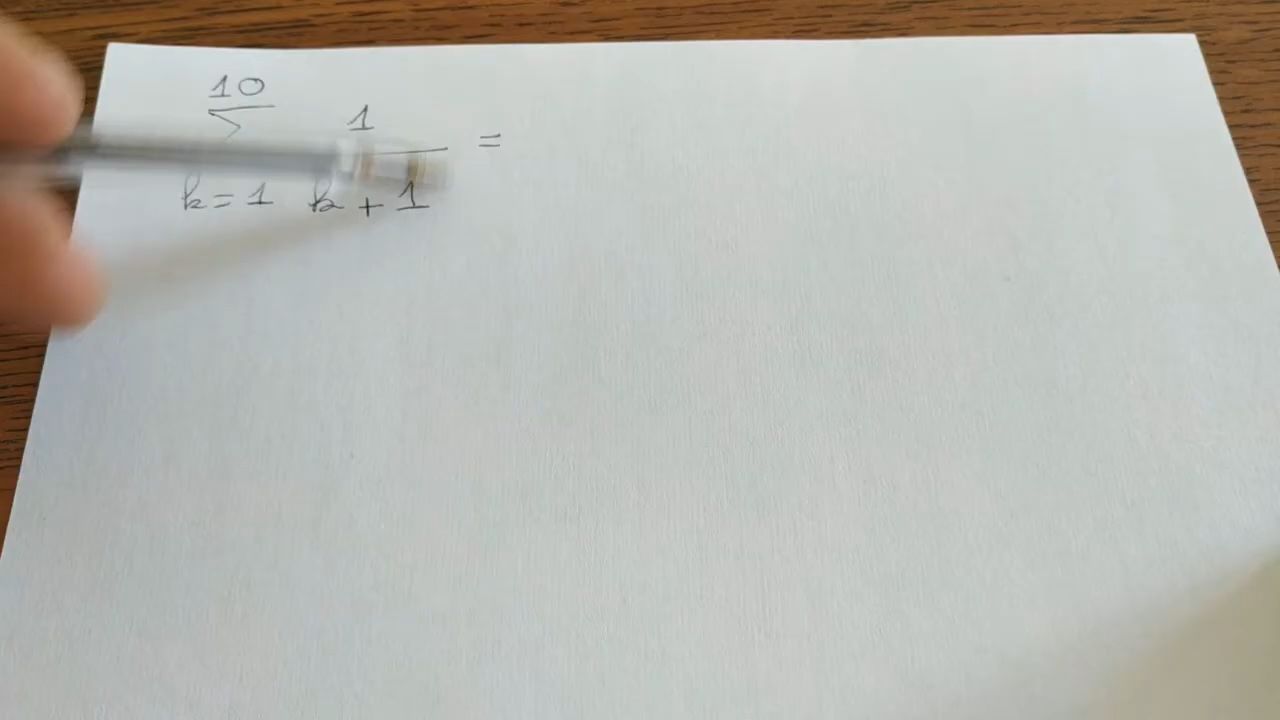 10
∑ 1 =
k=1 k + 1